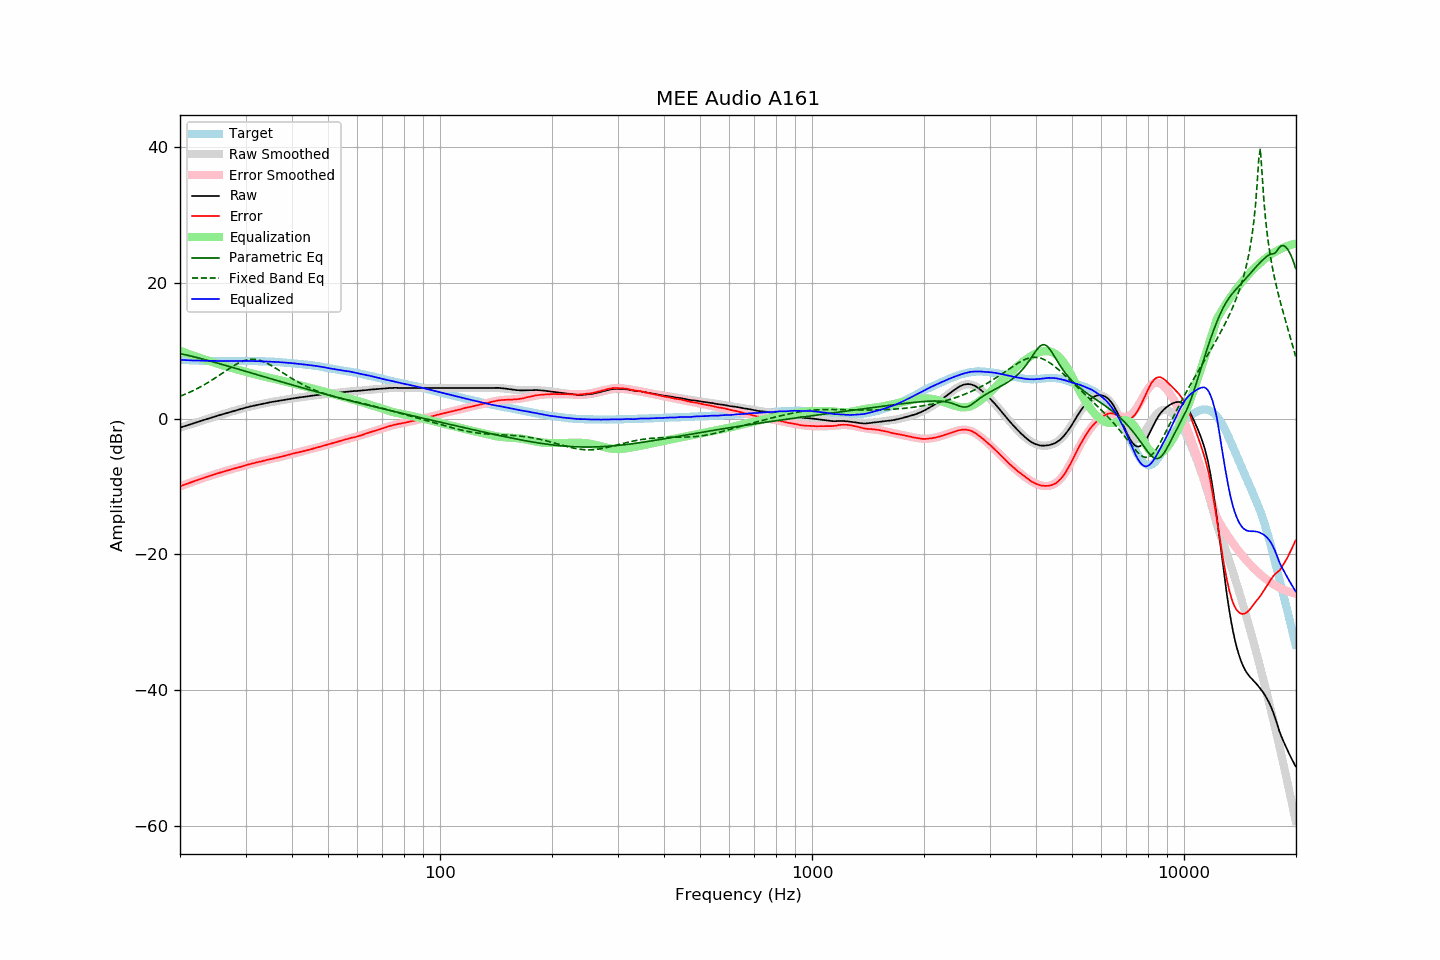 MEE Audio A161
Target
Raw Smoothed
Error Smoothed
Raw
Error
Equalization
Parametric Eq
Fixed Band Eq
Equalized
40
20
0
−20
−40
−60
Amplitude (dBr)
100
1000
10000
Frequency (Hz)